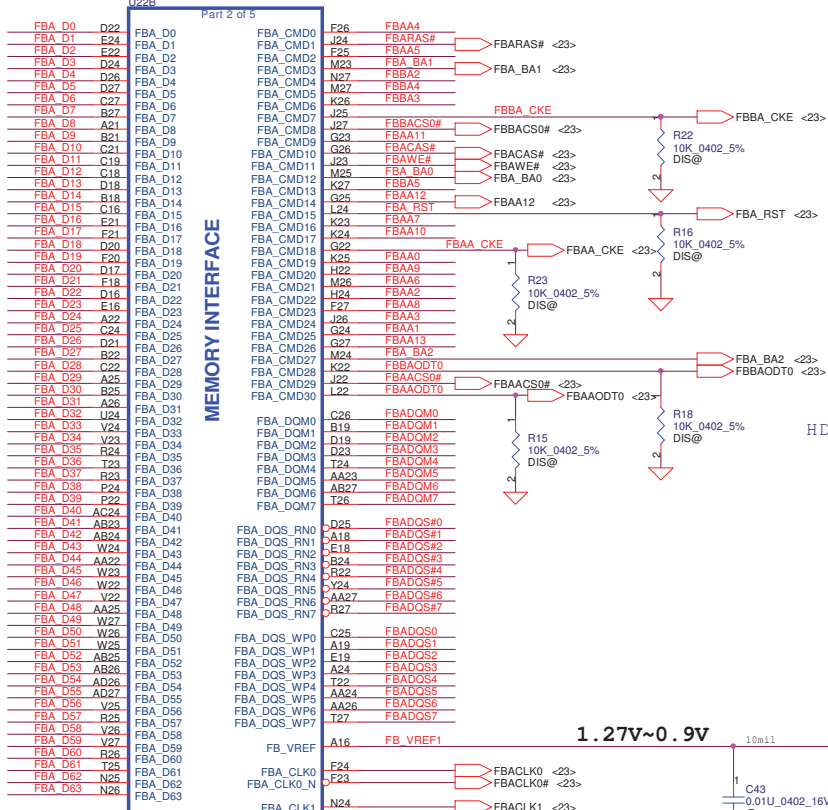 U22B
Part 2 of 5
MEMORY INTERFACE
FBA_D0 D22 FBA_D0
FBA_D1 E24 FBA_D1
FBA_D2 E22 FBA_D2
FBA_D3 D24 FBA_D3
FBA_D4 D26 FBA_D4
FBA_D5 D27 FBA_D5
FBA_D6 C27 FBA_D6
FBA_D7 B27 FBA_D7
FBA_D8 A21 FBA_D8
FBA_D9 B21 FBA_D9
FBA_D10 C21 FBA_D10
FBA_D11 C19 FBA_D11
FBA_D12 C18 FBA_D12
FBA_D13 D18 FBA_D13
FBA_D14 B18 FBA_D14
FBA_D15 C16 FBA_D15
FBA_D16 E21 FBA_D16
FBA_D17 F21 FBA_D17
FBA_D18 D20 FBA_D18
FBA_D19 F20 FBA_D19
FBA_D20 D17 FBA_D20
FBA_D21 F18 FBA_D21
FBA_D22 D16 FBA_D22
FBA_D23 E16 FBA_D23
FBA_D24 A22 FBA_D24
FBA_D25 C24 FBA_D25
FBA_D26 D21 FBA_D26
FBA_D27 B22 FBA_D27
FBA_D28 C22 FBA_D28
FBA_D29 A25 FBA_D29
FBA_D30 B25 FBA_D30
FBA_D31 A26 FBA_D31
FBA_D32 U24 FBA_D32
FBA_D33 V24 FBA_D33
FBA_D34 V23 FBA_D34
FBA_D35 R24 FBA_D35
FBA_D36 T23 FBA_D36
FBA_D37 R23 FBA_D37
FBA_D38 P24 FBA_D38
FBA_D39 P22 FBA_D39
FBA_D40 AC24 FBA_D40
FBA_D41 AB23 FBA_D41
FBA_D42 AB24 FBA_D42
FBA_D43 W24 FBA_D43
FBA_D44 AA22 FBA_D44
FBA_D45 W23 FBA_D45
FBA_D46 W22 FBA_D46
FBA_D47 V22 FBA_D47
FBA_D48 AA25 FBA_D48
FBA_D49 W27 FBA_D49
FBA_D50 W26 FBA_D50
FBA_D51 W25 FBA_D51
FBA_D52 AB25 FBA_D52
FBA_D53 AB26 FBA_D53
FBA_D54 AD26 FBA_D54
FBA_D55 AD27 FBA_D55
FBA_D56 V25 FBA_D56
FBA_D57 R25 FBA_D57
FBA_D58 V26 FBA_D58
FBA_D59 V27 FBA_D59
FBA_D60 R26 FBA_D60
FBA_D61 T25 FBA_D61
FBA_D62 N25 FBA_D62
FBA_D63 N26 FBA_D63
FBA_CMD0 F26 FBAA4
FBA_CMD1 J24 FBARAS# FBARAS# <23>
FBA_CMD2 F25 FBAA5
FBA_CMD3 M23 FBA_BA1 FBA_BA1 <23>
FBA_CMD4 N27 FBBA2
FBA_CMD5 M27 FBBA4
FBA_CMD6 K26 FBBA3
FBA_CMD7 J25 FBBA_CKE FBBA_CKE <23>
FBA_CMD8 J27 FBBACS0# FBBACS0# <23>
FBA_CMD9 G23 FBAA11
FBA_CMD10 G26 FBACAS# FBACAS# <23>
FBA_CMD11 J23 FBAWE# FBAWE# <23>
FBA_CMD12 M25 FBA_BA0 FBA_BA0 <23>
FBA_CMD13 K27 FBBA5
FBA_CMD14 G25 FBAA12 FBAA12 <23>
FBA_CMD15 L24 FBA_RST FBA_RST <23>
FBA_CMD16 K23 FBAA7
FBA_CMD17 K24 FBAA10
FBA_CMD18 G22 FBAA_CKE FBAA_CKE <23>
FBA_CMD19 K25 FBAA0
FBA_CMD20 H22 FBAA9
FBA_CMD21 M26 FBAA6
FBA_CMD22 H24 FBAA2
FBA_CMD23 F27 FBAA8
FBA_CMD24 J26 FBAA3
FBA_CMD25 G24 FBAA1
FBA_CMD26 G27 FBAA13
FBA_CMD27 M24 FBA_BA2 FBA_BA2 <23>
FBA_CMD28 K22 FBBAODT0 FBBAODT0 <23>
FBA_CMD29 J22 FBAACS0# FBAACS0# <23>
FBA_CMD30 L22 FBAAODT0 FBAAODT0 <23>
1
R22
10K_0402_5%
DIS@
2
1
R16
10K_0402_5%
DIS@
2
1
R23
10K_0402_5%
DIS@
2
1
R18
10K_0402_5%
DIS@
2
1
R15
10K_0402_5%
DIS@
2
HD
FBA_DQM0 C26 FBADQM0
FBA_DQM1 B19 FBADQM1
FBA_DQM2 D19 FBADQM2
FBA_DQM3 D23 FBADQM3
FBA_DQM4 T24 FBADQM4
FBA_DQM5 AA23 FBADQM5
FBA_DQM6 AB27 FBADQM6
FBA_DQM7 T26 FBADQM7
FBA_DQS_RN0 D25 FBADQS#0
FBA_DQS_RN1 A18 FBADQS#1
FBA_DQS_RN2 E18 FBADQS#2
FBA_DQS_RN3 B24 FBADQS#3
FBA_DQS_RN4 R22 FBADQS#4
FBA_DQS_RN5 Y24 FBADQS#5
FBA_DQS_RN6 AA27 FBADQS#6
FBA_DQS_RN7 R27 FBADQS#7
FBA_DQS_WP0 C25 FBADQS0
FBA_DQS_WP1 A19 FBADQS1
FBA_DQS_WP2 E19 FBADQS2
FBA_DQS_WP3 A24 FBADQS3
FBA_DQS_WP4 T22 FBADQS4
FBA_DQS_WP5 AA24 FBADQS5
FBA_DQS_WP6 AA26 FBADQS6
FBA_DQS_WP7 T27 FBADQS7
1.27V~0.9V
FB_VREF A16 FB_VREF1 10mil
FBA_CLK0 F24 FBACLK0 <23>
FBA_CLK0_N F23 FBACLK0# <23>
FBA_CLK1 N24 FBACLK1 <23>
1
C43
0.01U_0402_16V